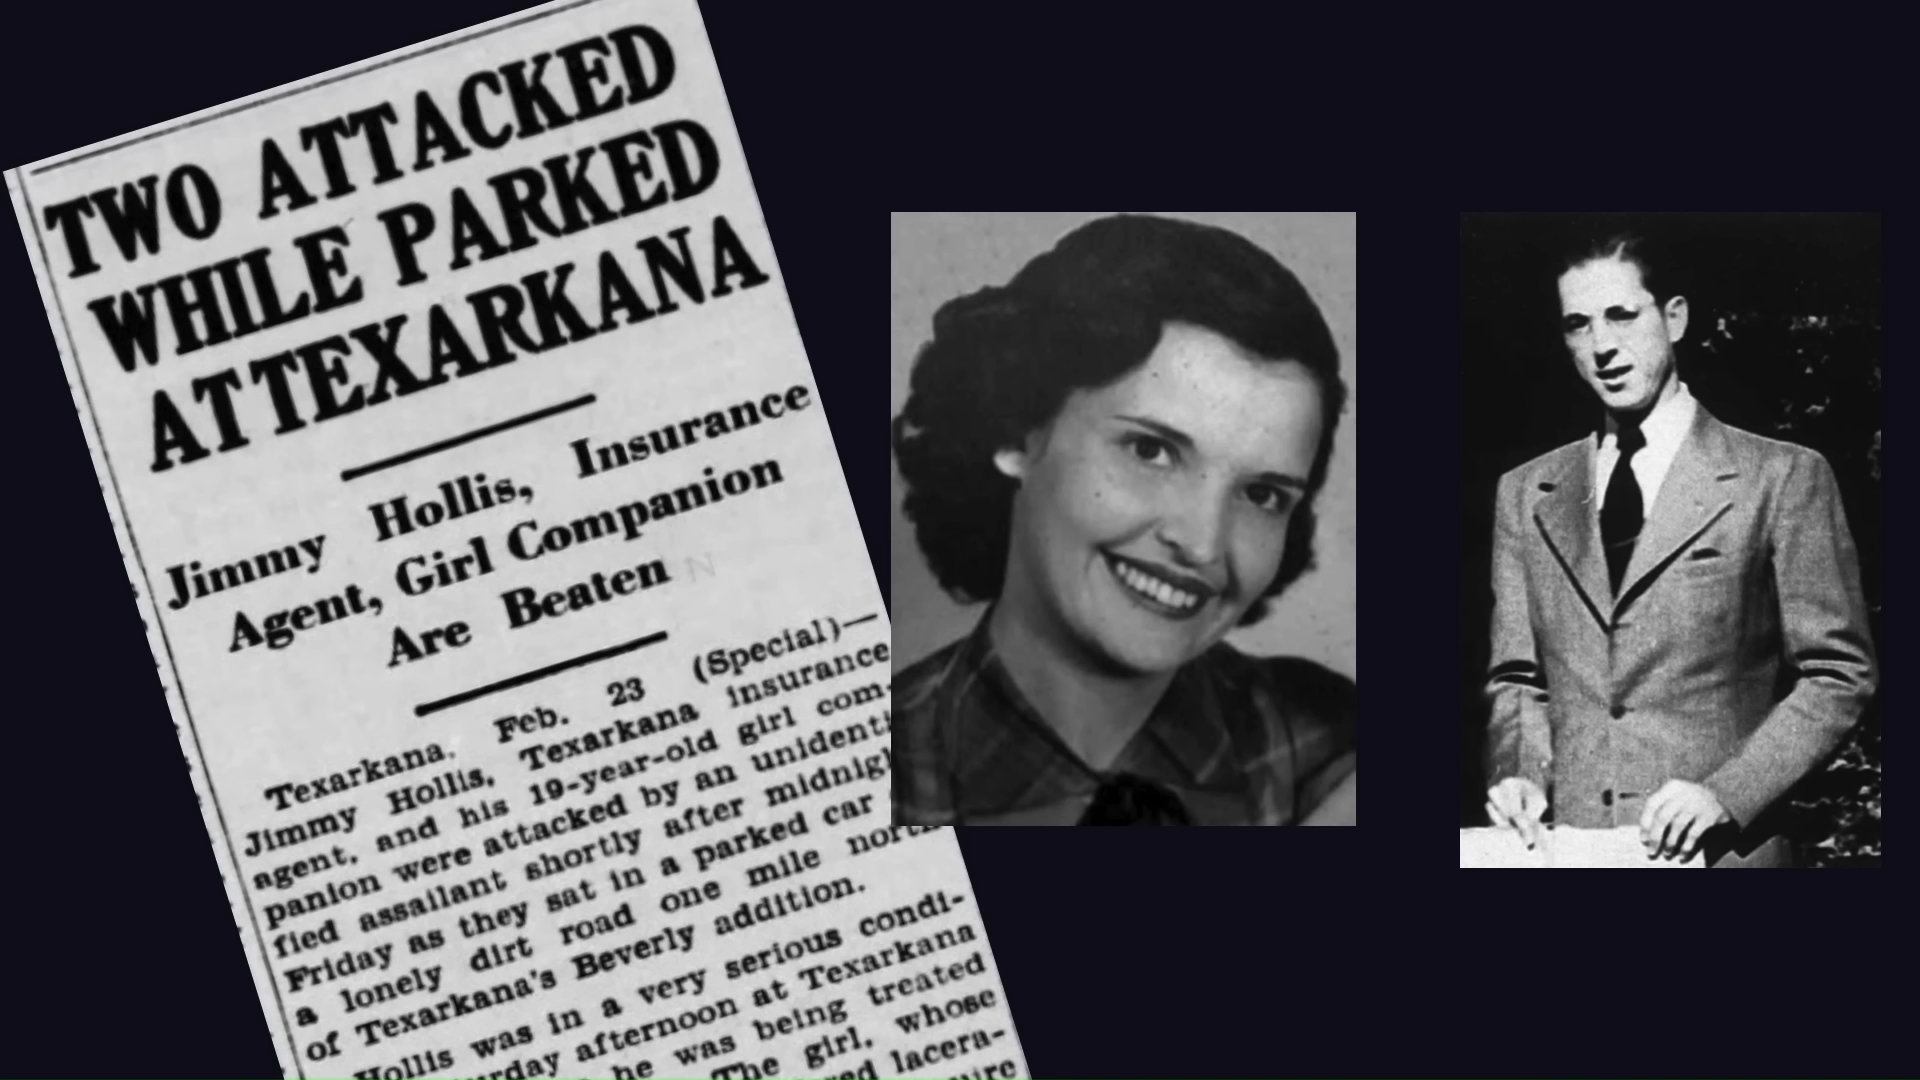 TWO ATTACKED
WHILE PARKED
AT TEXARKANA
Jimmy Hollis, Insurance
Agent, Girl Companion
Are Beaten
Texarkana, Feb. 23 (Special)—
Jimmy Hollis, Texarkana insurance
agent, and his 19-year-old girl com-
panion were attacked by an unidenti
fied assailant shortly after midnigh
Friday as they sat in a parked car
a lonely dirt road one mile north
of Texarkana's Beverly addition.
Hollis was in a very serious condi-
afternoon at Texarkana
he was being treated
The girl, whose
lacera-